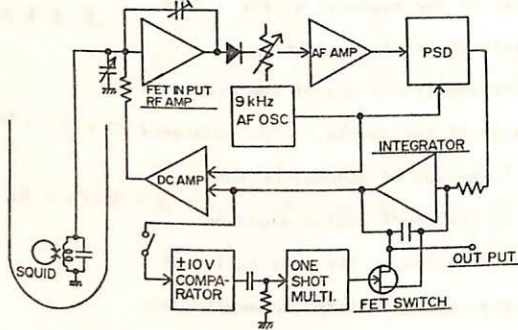 AF AMP
PSD
FET INPUT
RF AMP
9 kHz
AF OSC
INTEGRATOR
DC AMP
SQUID
±10 V
COMPA-
RATOR
ONE
SHOT
MULTI.
OUT PUT
FET SWITCH